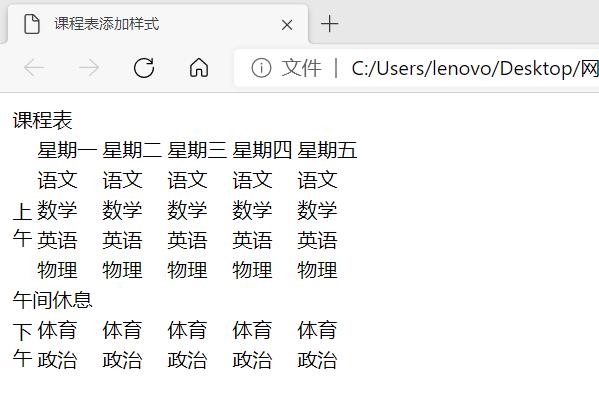 课程表添加样式
文件 | C:/Users/lenovo/Desktop/网
课程表
星期一 星期二 星期三 星期四 星期五
语文 语文 语文 语文 语文
上午
数学 数学 数学 数学 数学
英语 英语 英语 英语 英语
物理 物理 物理 物理 物理
午间休息
下午
体育 体育 体育 体育 体育
政治 政治 政治 政治 政治